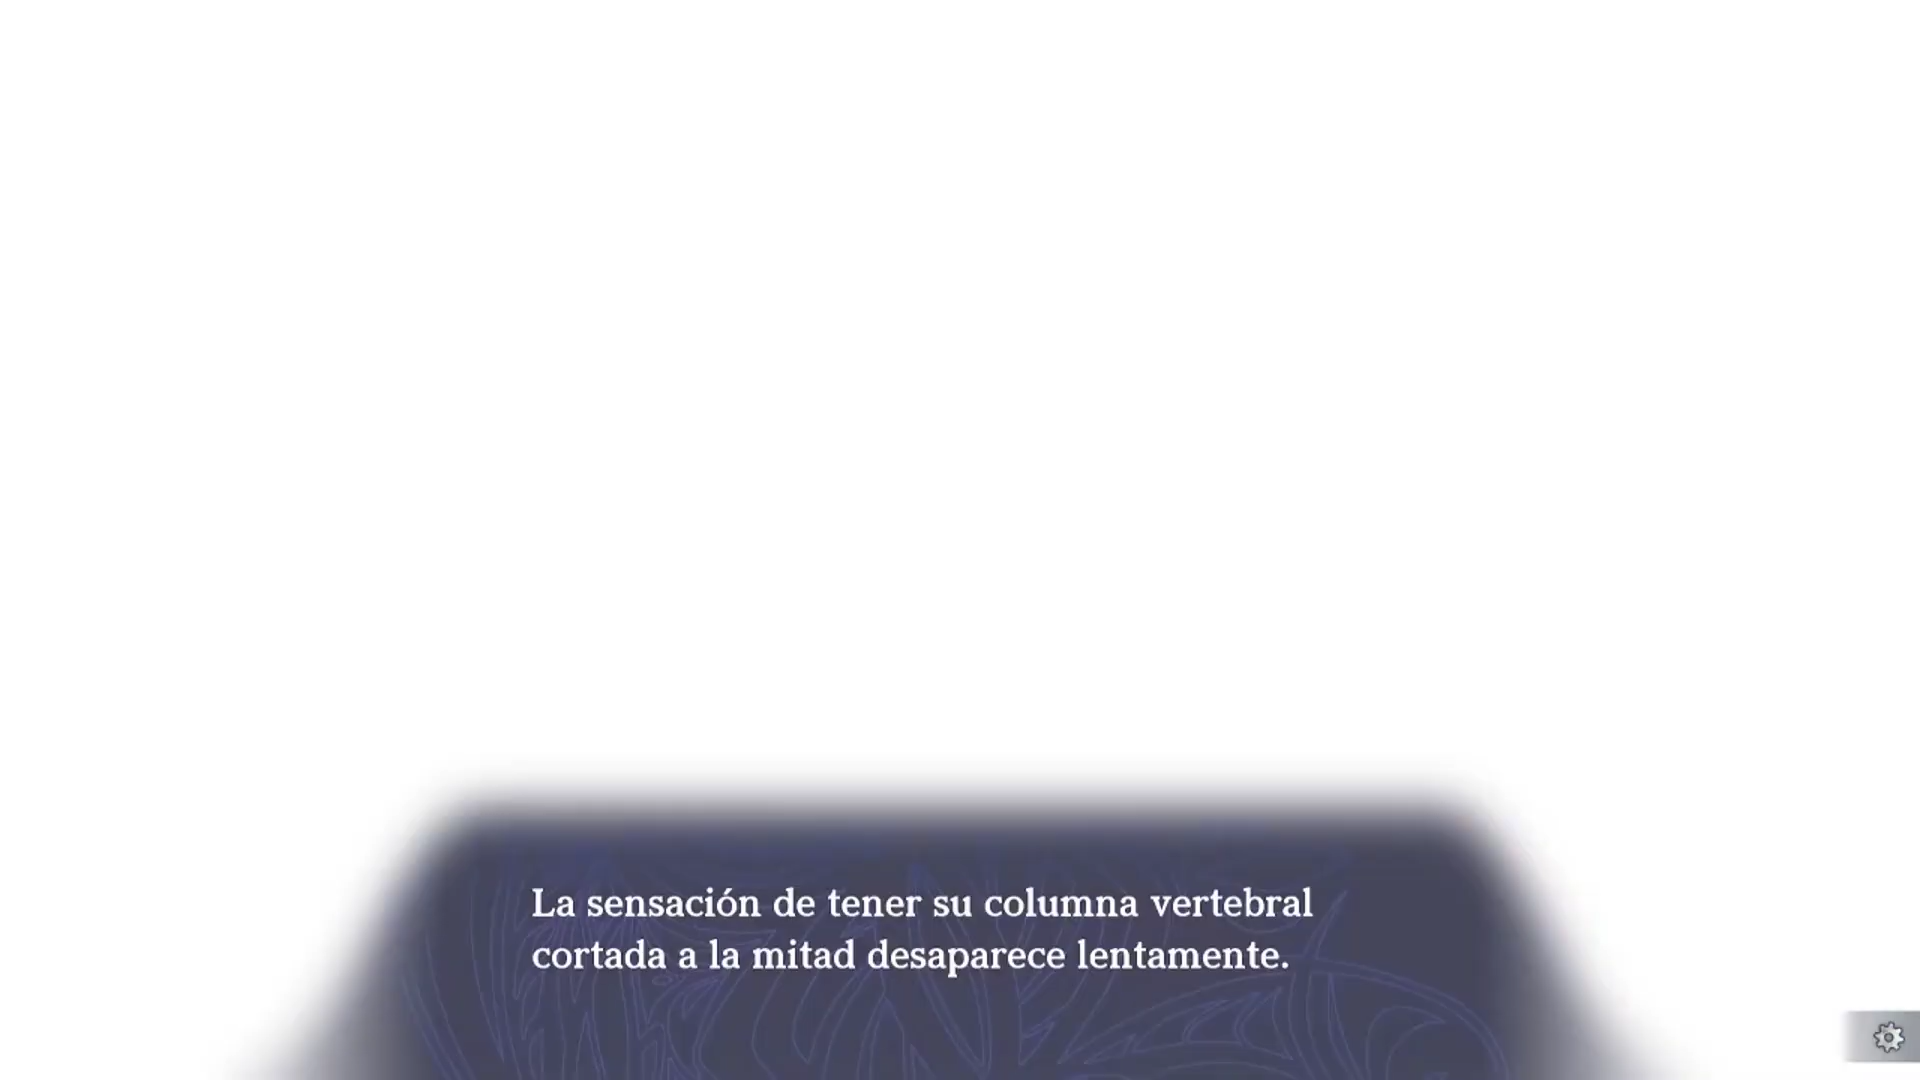 La sensación de tener su columna vertebral
cortada a la mitad desaparece lentamente.